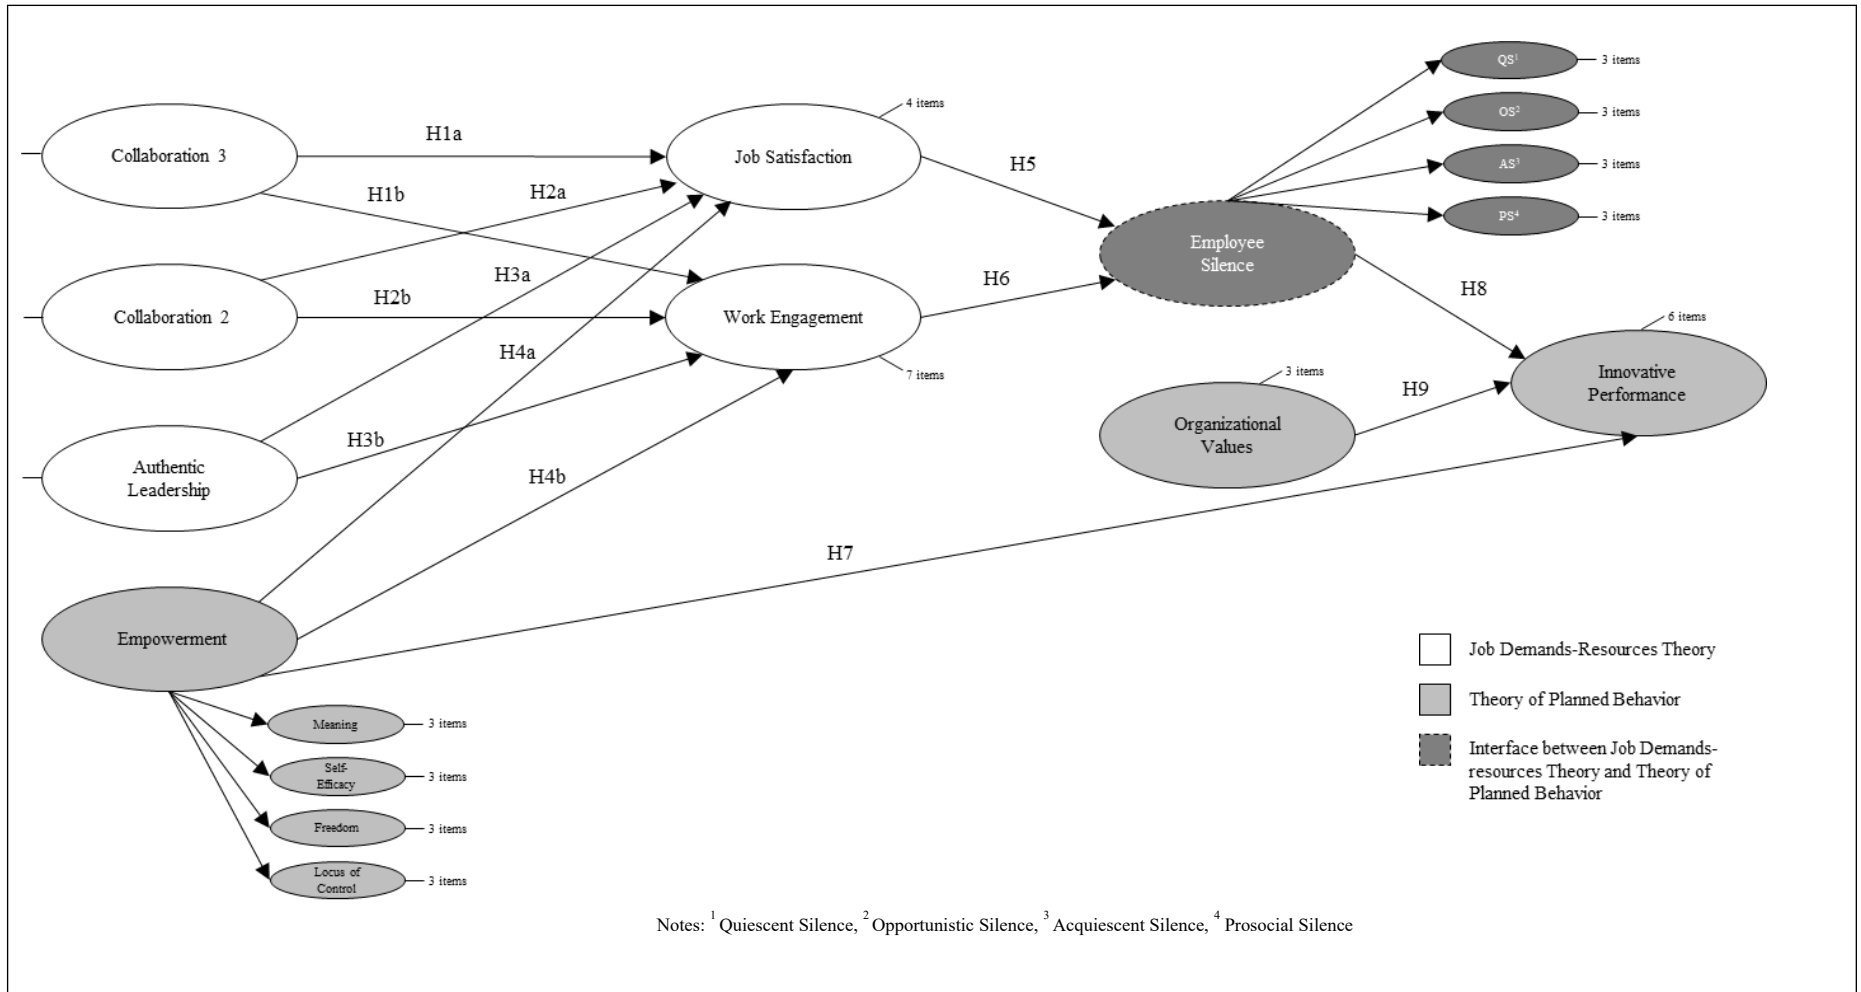 QS¹
3 items
OS²
3 items
AS³
3 items
PS⁴
3 items
4 items
Collaboration 3
H1a
Job Satisfaction
H5
H1b
H2a
Employee
Silence
H3a
H6
H2b
Collaboration 2
Work Engagement
H8
6 items
H4a
7 items
3 items
Innovative
Performance
H9
Organizational
Values
H3b
Authentic
Leadership
H4b
H7
Empowerment
Meaning
3 items
Self-
Efficacy
3 items
Freedom
3 items
Locus of
Control
3 items
Job Demands-Resources Theory
Theory of Planned Behavior
Interface between Job Demands-
resources Theory and Theory of
Planned Behavior
Notes: ¹ Quiescent Silence, ² Opportunistic Silence, ³ Acquiescent Silence, ⁴ Prosocial Silence